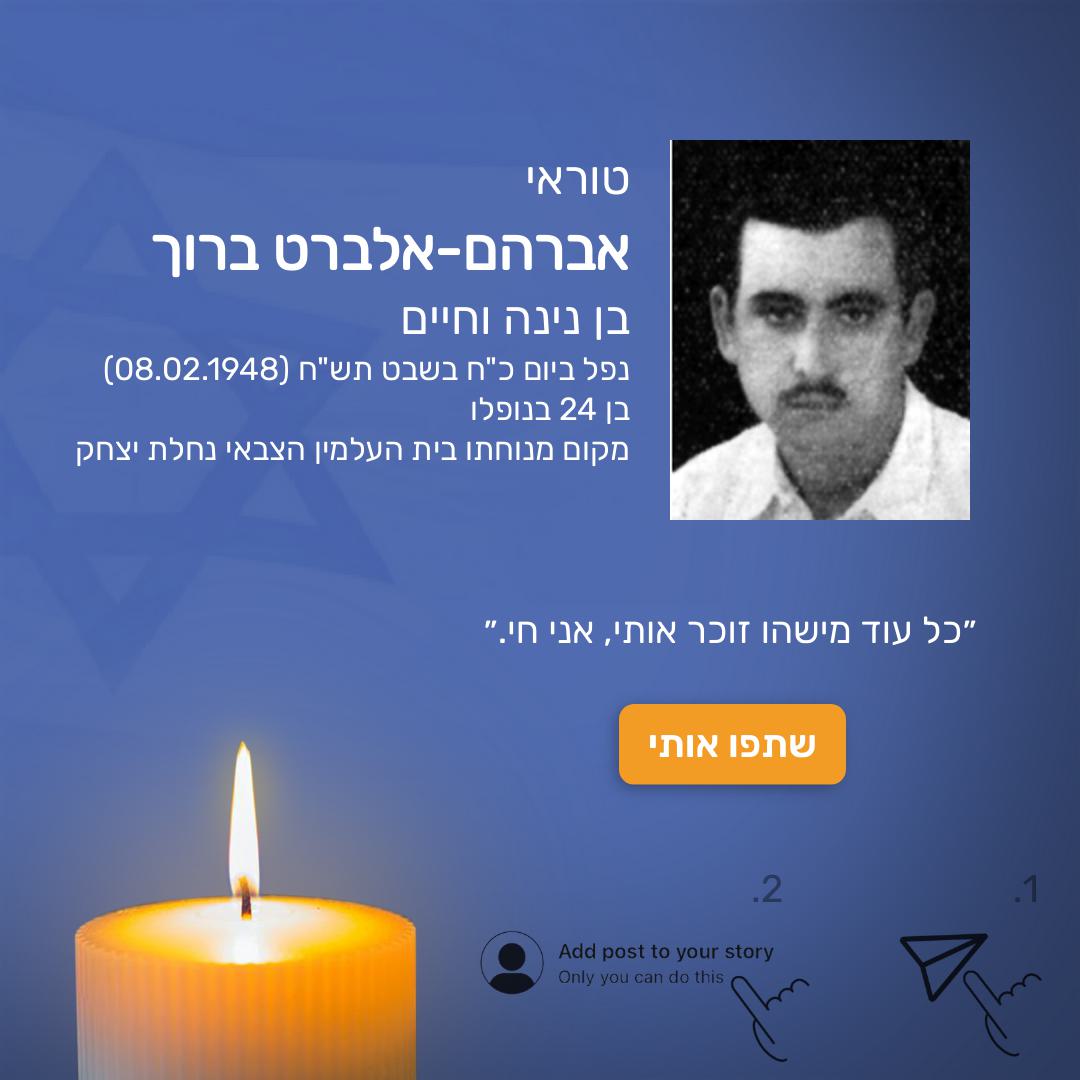 טוראי
אברהם-אלברט ברוך
בן נינה וחיים
נפל ביום כ"ח בשבט תש"ח (08.02.1948)
בן 24 בנופלו
מקום מנוחתו בית העלמין הצבאי נחלת יצחק
״כל עוד מישהו זוכר אותי, אני חי.״
שתפו אותי
1.
2.
Add post to your story
Only you can do this